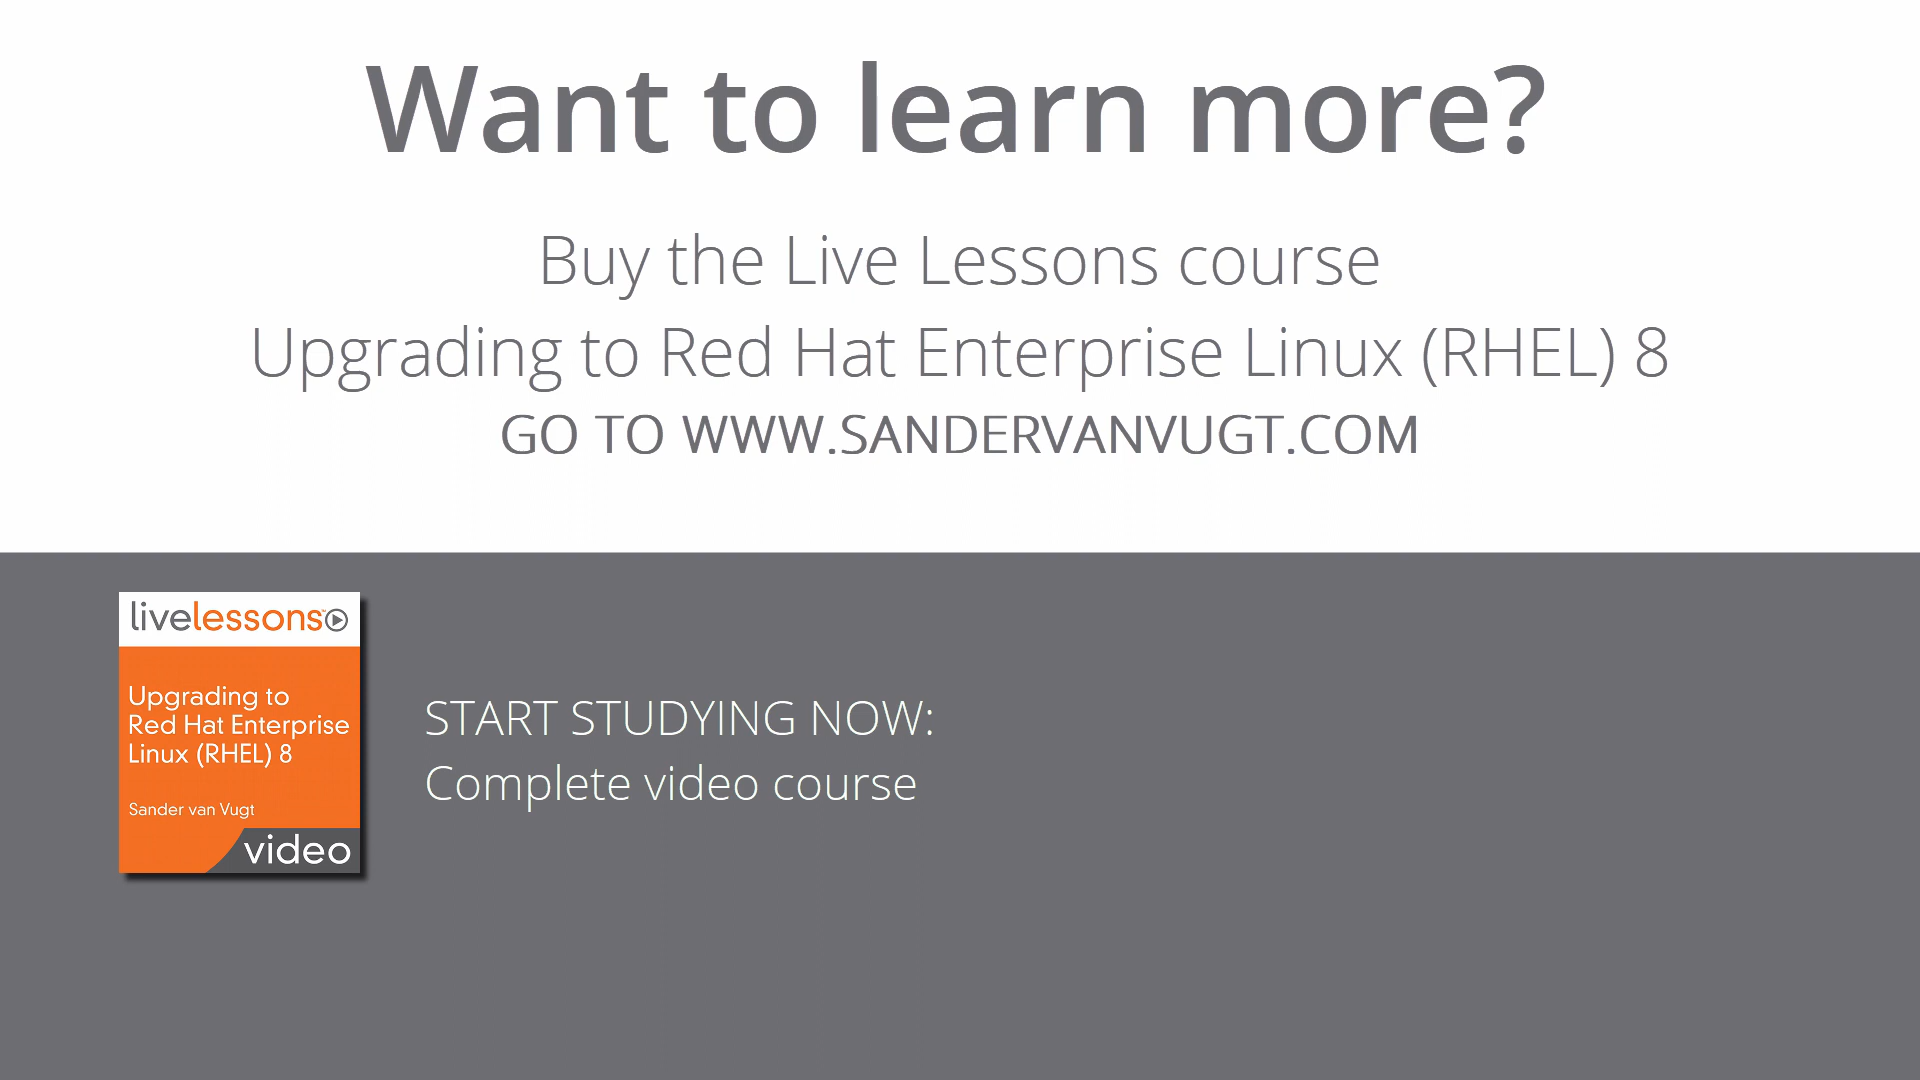 Want to learn more?
Buy the Live Lessons course
Upgrading to Red Hat Enterprise Linux (RHEL) 8
GO TO WWW.SANDERVANVUGT.COM
livelessons
Upgrading to
Red Hat Enterprise
Linux (RHEL) 8
Sander van Vugt
video
START STUDYING NOW:
Complete video course